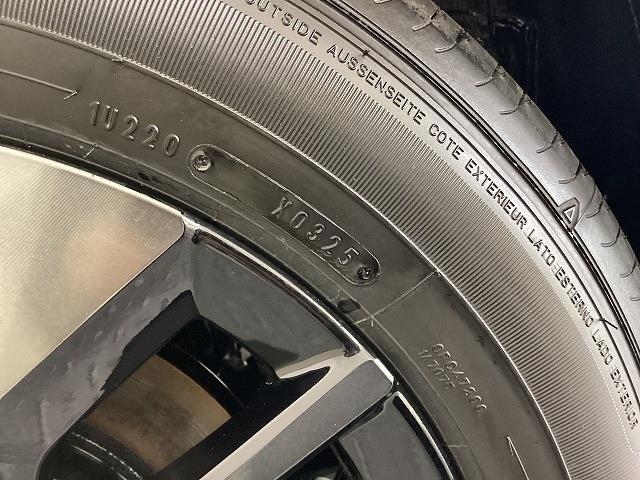 OUTSIDE AUSSENSEITE COTE EXTERIEUR LATO ESTERNO LADO EXTERIOR
1U220
X0325